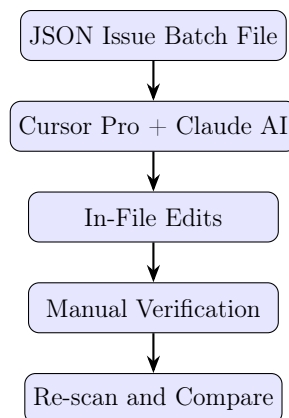 JSON Issue Batch File
Cursor Pro + Claude AI
In-File Edits
Manual Verification
Re-scan and Compare